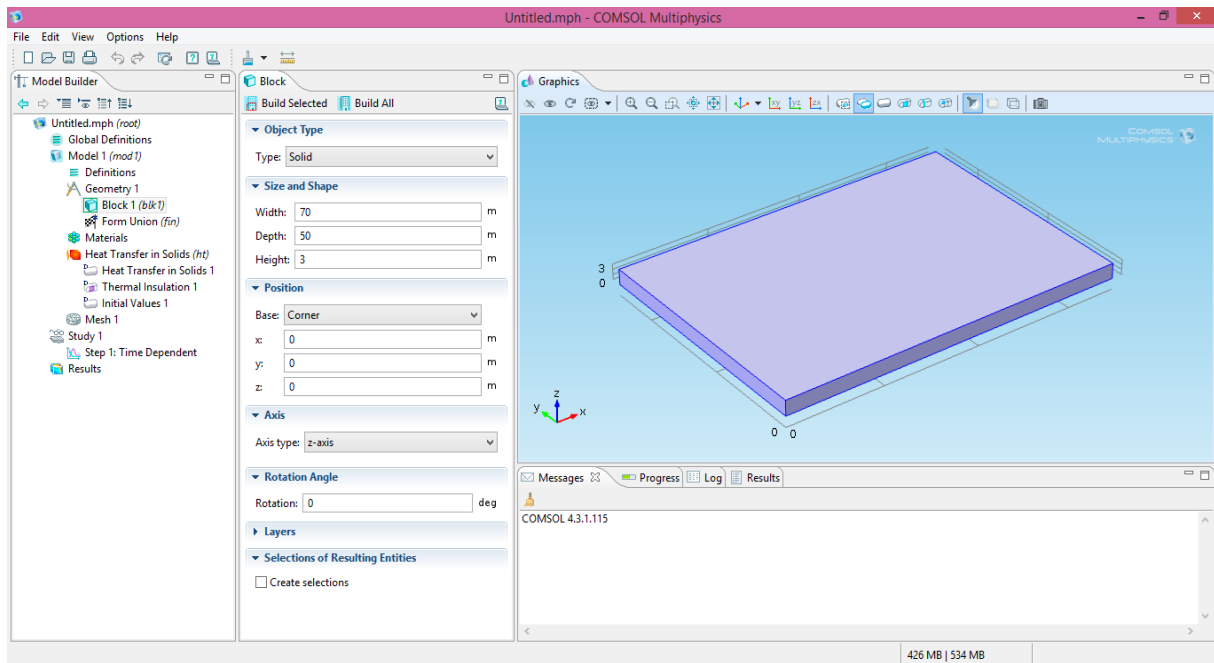 Untitled.mph - COMSOL Multiphysics
File Edit View Options Help
Model Builder
Untitled.mph (root)
Global Definitions
Model 1 (mod1)
Definitions
Geometry 1
Block 1 (blk1)
Form Union (fin)
Materials
Heat Transfer in Solids (ht)
Heat Transfer in Solids 1
Thermal Insulation 1
Initial Values 1
Mesh 1
Study 1
Step 1: Time Dependent
Results
Block
Build Selected Build All
Object Type
Type: Solid
Size and Shape
Width: 70 m
Depth: 50 m
Height: 3 m
Position
Base: Corner
x: 0 m
y: 0 m
z: 0 m
Axis
Axis type: z-axis
Rotation Angle
Rotation: 0 deg
Layers
Selections of Resulting Entities
Create selections
Graphics
xy yz zx
COMSOL
MULTIPHYSICS
3
0
z
y x
0 0
Messages Progress Log Results
COMSOL 4.3.1.115
426 MB | 534 MB